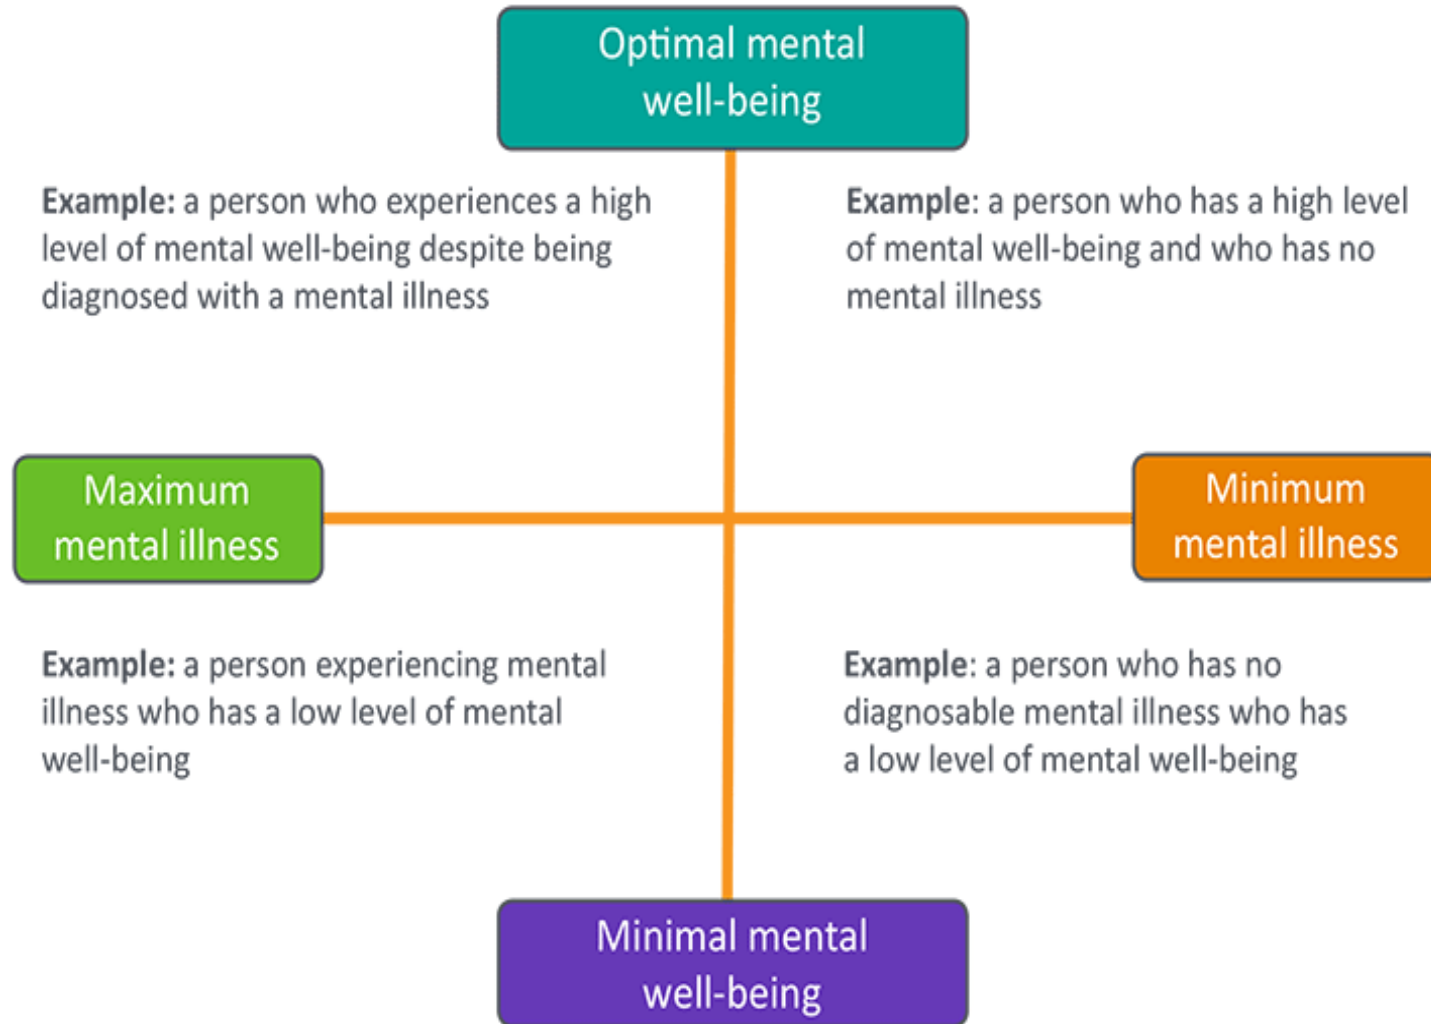 Optimal mental
well-being
Example: a person who experiences a high
level of mental well-being despite being
diagnosed with a mental illness
Example: a person who has a high level
of mental well-being and who has no
mental illness
Maximum
mental illness
Minimum
mental illness
Example: a person experiencing mental
illness who has a low level of mental
well-being
Example: a person who has no
diagnosable mental illness who has
a low level of mental well-being
Minimal mental
well-being